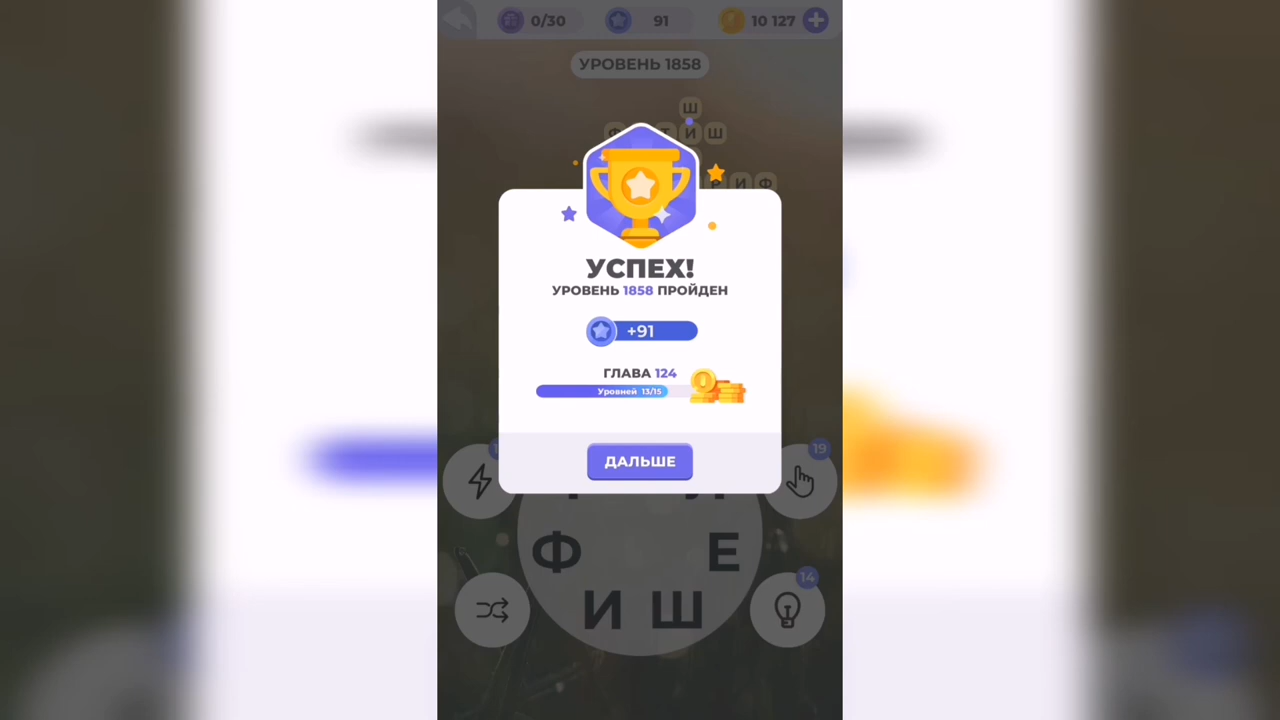 0/30 91 10 127
УРОВЕНЬ 1858
Ш
Ф Т И Ш
Р И Ф
УСПЕХ!
УРОВЕНЬ 1858 ПРОЙДЕН
+91
ГЛАВА 124
Уровней 13/15
ДАЛЬШЕ
19
Ф Е
14
И Ш